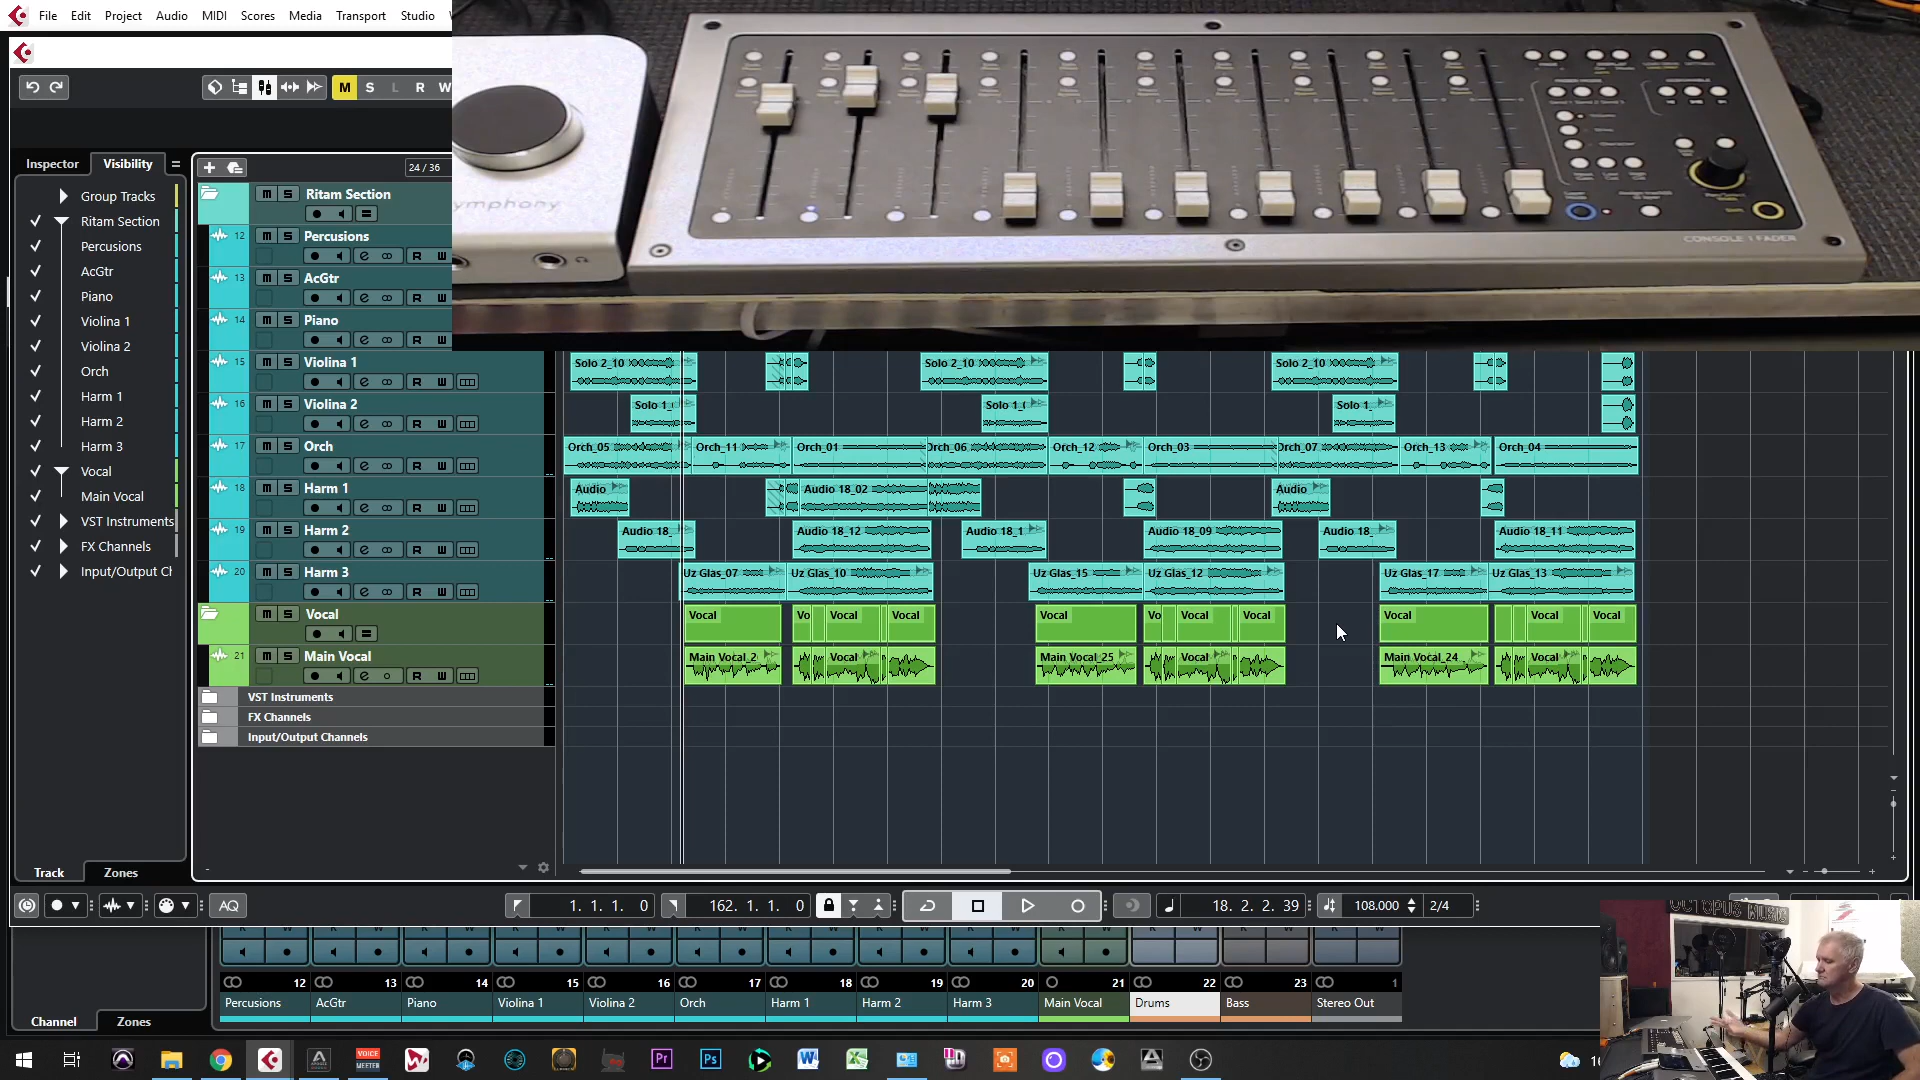 File Edit Project Audio MIDI Scores Media Transport Studio
M S L R W
Inspector Visibility
24 / 36
Group Tracks
Ritam Section
Percusions
AcGtr
Piano
Violina 1
Violina 2
Orch
Harm 1
Harm 2
Harm 3
Vocal
Main Vocal
VST Instruments
FX Channels
Input/Output Ch
m S Ritam Section
12 m S Percusions
R W
13 m S AcGtr
R W
14 m S Piano
R W
15 m S Violina 1
R W
16 m S Violina 2
R W
17 m S Orch
R W
18 m S Harm 1
R W
19 m S Harm 2
R W
20 m S Harm 3
R W
m S Vocal
21 m S Main Vocal
R W
VST Instruments
FX Channels
Input/Output Channels
symphony
CONSOLE 1 FADER
Solo 2_10 Solo 2_10 Solo 2_10
Solo 1_ Solo 1_ Solo 1_
Orch_05 Orch_11 Orch_01 Orch_06 Orch_12 Orch_03 Orch_07 Orch_13 Orch_04
Audio Audio 18_02 Audio
Audio 18_ Audio 18_12 Audio 18_1 Audio 18_09 Audio 18_ Audio 18_11
Uz Glas_07 Uz Glas_10 Uz Glas_15 Uz Glas_12 Uz Glas_17 Uz Glas_13
Vocal Vo Vocal Vocal Vocal Vo Vocal Vocal Vocal Vocal Vocal
Main Vocal_2 Vocal Main Vocal_25 Vocal Main Vocal_24 Vocal
Track Zones
AQ
1. 1. 1. 0
162. 1. 1. 0
18. 2. 2. 39
108.000
2/4
12 13 14 15 16 17 18 19 20 21 22 23 1
Percusions AcGtr Piano Violina 1 Violina 2 Orch Harm 1 Harm 2 Harm 3 Main Vocal Drums Bass Stereo Out
Channel Zones
OCTOPUS MUSIC
VOICE
MEETER
Pr
Ps